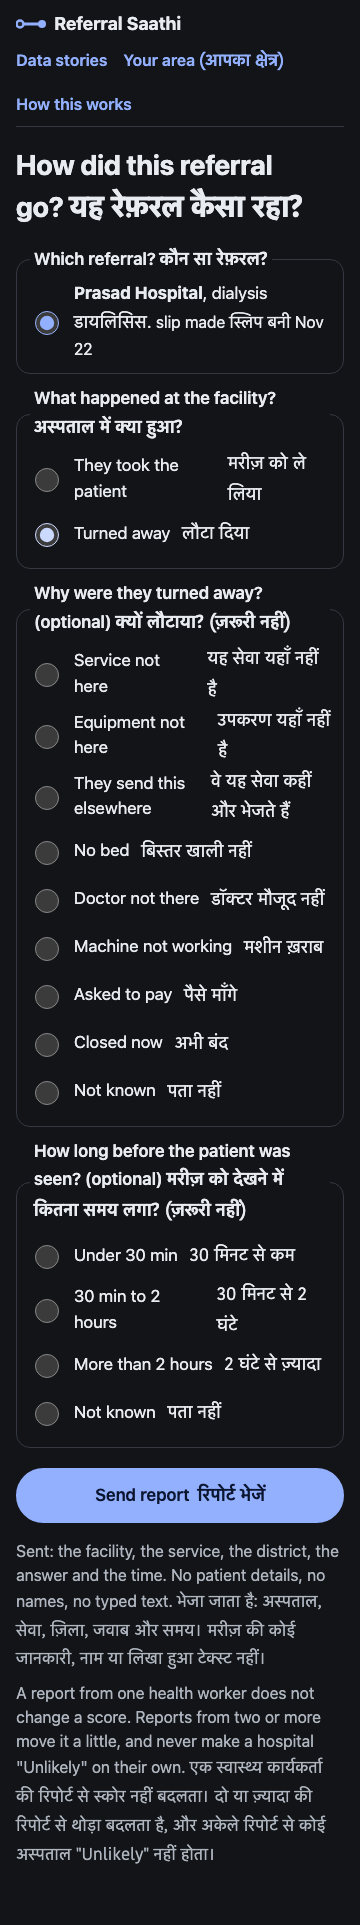 Referral Saathi
Data stories Your area (आपका क्षेत्र)
How this works
How did this referral
go? यह रेफ़रल कैसा रहा?
Which referral? कौन सा रेफ़रल?
Prasad Hospital, dialysis
डायलिसिस. slip made स्लिप बनी Nov
22
What happened at the facility?
अस्पताल में क्या हुआ?
They took the patient मरीज़ को ले लिया
Turned away लौटा दिया
Why were they turned away?
(optional) क्यों लौटाया? (ज़रूरी नहीं)
Service not here यह सेवा यहाँ नहीं है
Equipment not here उपकरण यहाँ नहीं है
They send this elsewhere वे यह सेवा कहीं और भेजते हैं
No bed बिस्तर खाली नहीं
Doctor not there डॉक्टर मौजूद नहीं
Machine not working मशीन ख़राब
Asked to pay पैसे माँगे
Closed now अभी बंद
Not known पता नहीं
How long before the patient was
seen? (optional) मरीज़ को देखने में
कितना समय लगा? (ज़रूरी नहीं)
Under 30 min 30 मिनट से कम
30 min to 2 hours 30 मिनट से 2 घंटे
More than 2 hours 2 घंटे से ज़्यादा
Not known पता नहीं
Send report रिपोर्ट भेजें
Sent: the facility, the service, the district, the
answer and the time. No patient details, no
names, no typed text. भेजा जाता है: अस्पताल,
सेवा, ज़िला, जवाब और समय। मरीज़ की कोई
जानकारी, नाम या लिखा हुआ टेक्स्ट नहीं।
A report from one health worker does not
change a score. Reports from two or more
move it a little, and never make a hospital
"Unlikely" on their own. एक स्वास्थ्य कार्यकर्ता
की रिपोर्ट से स्कोर नहीं बदलता। दो या ज़्यादा की
रिपोर्ट से थोड़ा बदलता है, और अकेले रिपोर्ट से कोई
अस्पताल "Unlikely" नहीं होता।